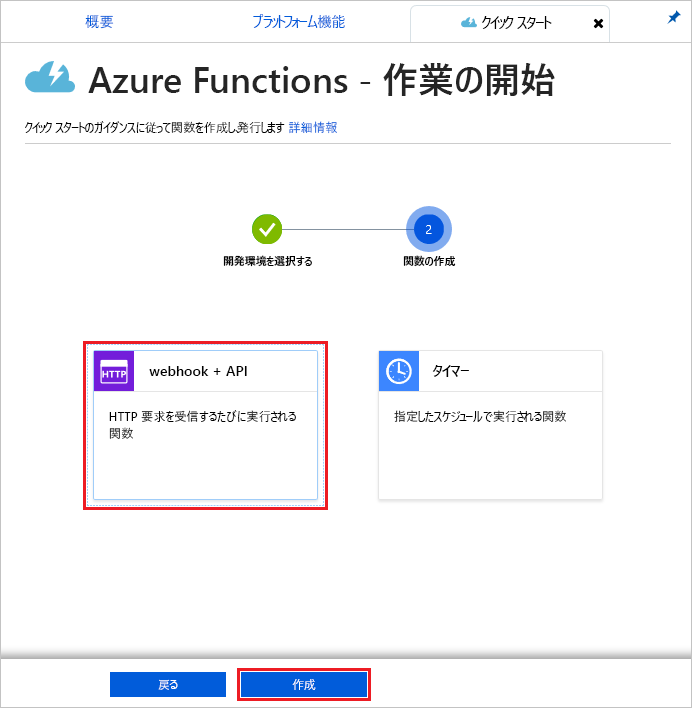 概要
プラットフォーム機能
クイック スタート
Azure Functions - 作業の開始
クイック スタートのガイダンスに従って関数を作成し発行します 詳細情報
2
開発環境を選択する
関数の作成
HTTP
webhook + API
HTTP 要求を受信するたびに実行される
関数
タイマー
指定したスケジュールで実行される関数
戻る
作成